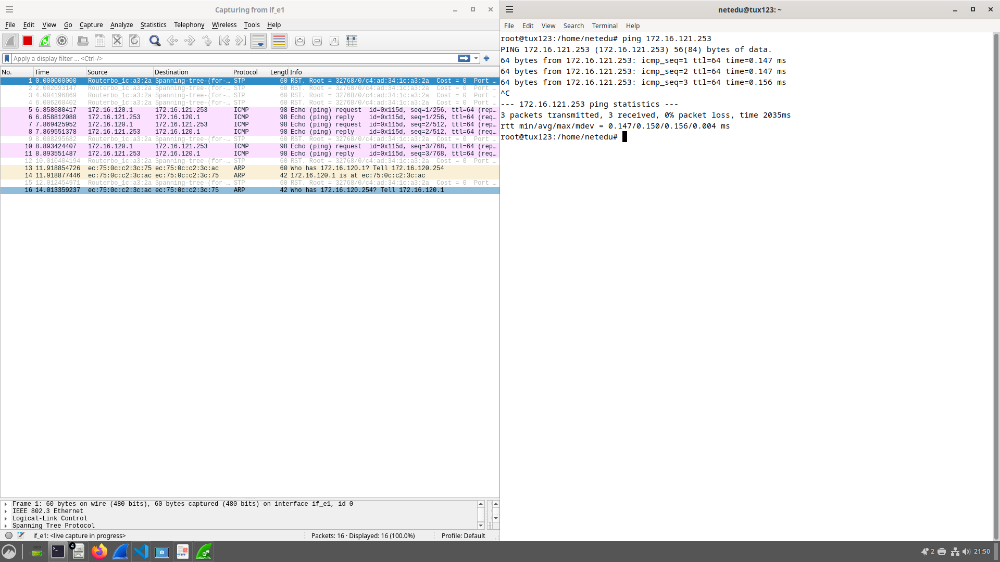 Capturing from if_e1
File Edit View Go Capture Analyze Statistics Telephony Wireless Tools Help
Apply a display filter ... <Ctrl-/>
No. Time Source Destination Protocol Length Info
1 0.000000000 Routerbo_1c:a3:2a Spanning-tree-(for-… STP 60 RST. Root = 32768/0/c4:ad:34:1c:a3:2a Cost = 0 Port …
2 2.002093147 Routerbo_1c:a3:2a Spanning-tree-(for-… STP 60 RST. Root = 32768/0/c4:ad:34:1c:a3:2a Cost = 0 Port …
3 4.004196869 Routerbo_1c:a3:2a Spanning-tree-(for-… STP 60 RST. Root = 32768/0/c4:ad:34:1c:a3:2a Cost = 0 Port …
4 6.006260402 Routerbo_1c:a3:2a Spanning-tree-(for-… STP 60 RST. Root = 32768/0/c4:ad:34:1c:a3:2a Cost = 0 Port …
5 6.858680417 172.16.120.1 172.16.121.253 ICMP 98 Echo (ping) request id=0x115d, seq=1/256, ttl=64 (rep…
6 6.858812088 172.16.121.253 172.16.120.1 ICMP 98 Echo (ping) reply id=0x115d, seq=1/256, ttl=64 (req…
7 7.869425952 172.16.120.1 172.16.121.253 ICMP 98 Echo (ping) request id=0x115d, seq=2/512, ttl=64 (rep…
8 7.869551378 172.16.121.253 172.16.120.1 ICMP 98 Echo (ping) reply id=0x115d, seq=2/512, ttl=64 (req…
9 8.008295682 Routerbo_1c:a3:2a Spanning-tree-(for-… STP 60 RST. Root = 32768/0/c4:ad:34:1c:a3:2a Cost = 0 Port …
10 8.893424407 172.16.120.1 172.16.121.253 ICMP 98 Echo (ping) request id=0x115d, seq=3/768, ttl=64 (rep…
11 8.893551487 172.16.121.253 172.16.120.1 ICMP 98 Echo (ping) reply id=0x115d, seq=3/768, ttl=64 (req…
12 10.010404194 Routerbo_1c:a3:2a Spanning-tree-(for-… STP 60 RST. Root = 32768/0/c4:ad:34:1c:a3:2a Cost = 0 Port …
13 11.918854726 ec:75:0c:c2:3c:75 ec:75:0c:c2:3c:ac ARP 60 Who has 172.16.120.1? Tell 172.16.120.254
14 11.918877446 ec:75:0c:c2:3c:ac ec:75:0c:c2:3c:75 ARP 42 172.16.120.1 is at ec:75:0c:c2:3c:ac
15 12.012454971 Routerbo_1c:a3:2a Spanning-tree-(for-… STP 60 RST. Root = 32768/0/c4:ad:34:1c:a3:2a Cost = 0 Port …
16 14.013359237 ec:75:0c:c2:3c:ac ec:75:0c:c2:3c:75 ARP 42 Who has 172.16.120.254? Tell 172.16.120.1
Frame 1: 60 bytes on wire (480 bits), 60 bytes captured (480 bits) on interface if_e1, id 0
IEEE 802.3 Ethernet
Logical-Link Control
Spanning Tree Protocol
if_e1: <live capture in progress> Packets: 16 · Displayed: 16 (100.0%) Profile: Default
netedu@tux123: ~
File Edit View Search Terminal Help
root@tux123:/home/netedu# ping 172.16.121.253
PING 172.16.121.253 (172.16.121.253) 56(84) bytes of data.
64 bytes from 172.16.121.253: icmp_seq=1 ttl=64 time=0.147 ms
64 bytes from 172.16.121.253: icmp_seq=2 ttl=64 time=0.147 ms
64 bytes from 172.16.121.253: icmp_seq=3 ttl=64 time=0.156 ms
^C
--- 172.16.121.253 ping statistics ---
3 packets transmitted, 3 received, 0% packet loss, time 2035ms
rtt min/avg/max/mdev = 0.147/0.150/0.156/0.004 ms
root@tux123:/home/netedu#
4
2 21:50